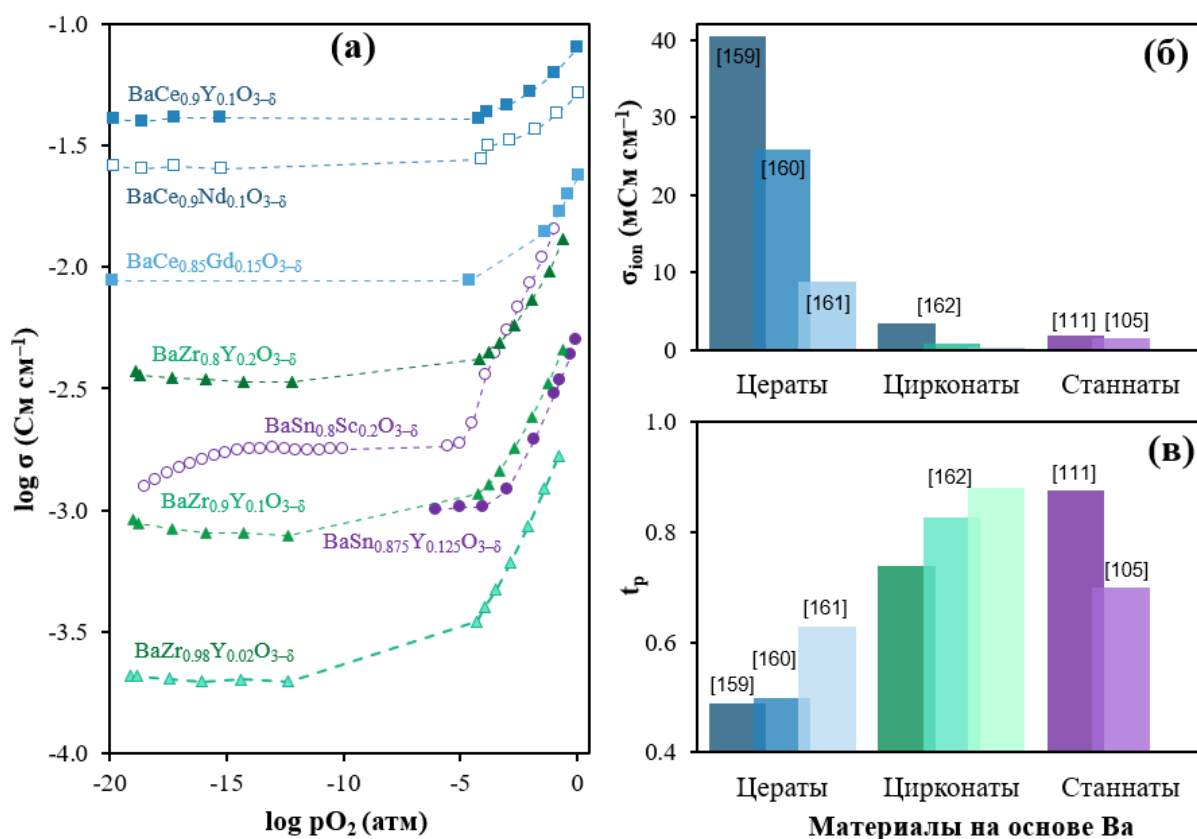 (а)
log σ (См см⁻¹)
-1.0
-1.5
-2.0
-2.5
-3.0
-3.5
-4.0
BaCe₀.₉Y₀.₁O₃₋δ
BaCe₀.₉Nd₀.₁O₃₋δ
BaCe₀.₈₅Gd₀.₁₅O₃₋δ
BaZr₀.₈Y₀.₂O₃₋δ
BaSn₀.₈Sc₀.₂O₃₋δ
BaZr₀.₉Y₀.₁O₃₋δ
BaSn₀.₈₇₅Y₀.₁₂₅O₃₋δ
BaZr₀.₉₈Y₀.₀₂O₃₋δ
-20 -15 -10 -5 0
log pO₂ (атм)
(б)
σion (мСм см⁻¹)
40
30
20
10
0
[159]
[160]
[161]
[162]
[111] [105]
Цераты Цирконаты Станнаты
(в)
tp
1.0
0.8
0.6
0.4
[159]
[160]
[161]
[162]
[111]
[105]
Цераты Цирконаты Станнаты
Материалы на основе Ba